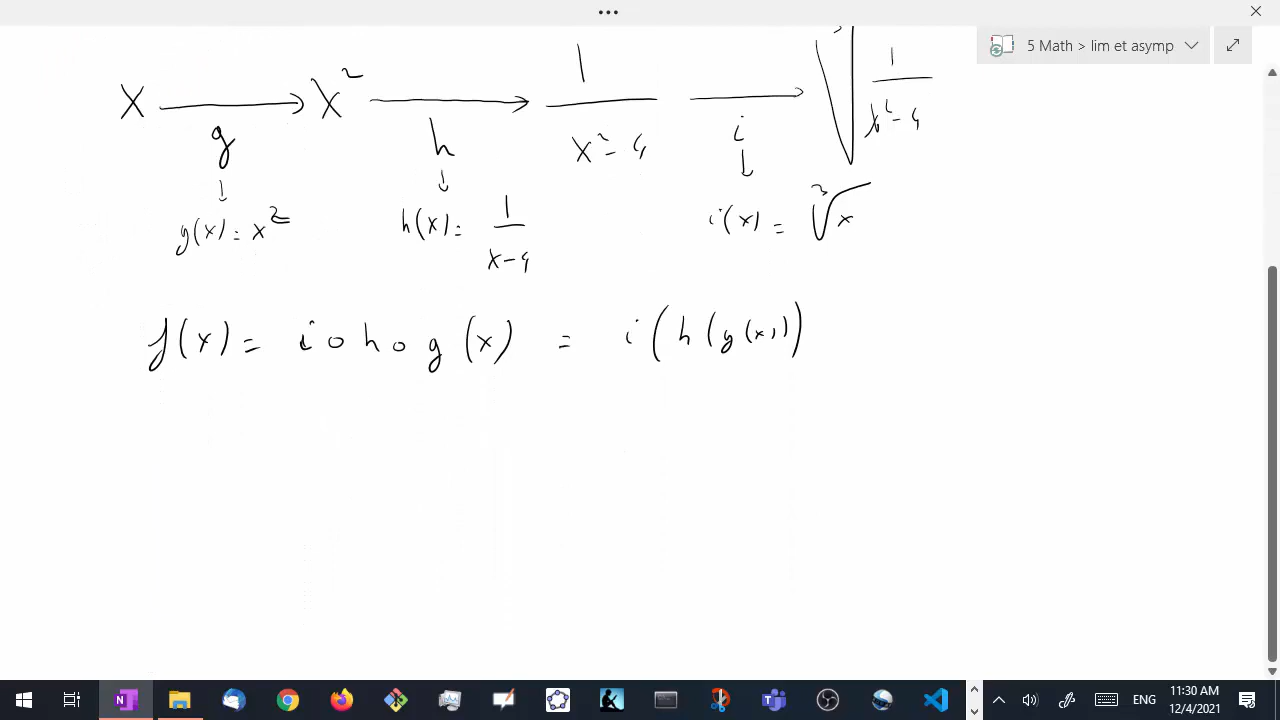 5 Math > lim et asymp
x → x² → 1/(x²-4) → ∛(1/(x²-4))
g h i
g(x) = x² h(x) = 1/(x-4) i(x) = ∛x
f(x) = i o h o g (x) = i(h(g(x)))
ENG
11:30 AM
12/4/2021